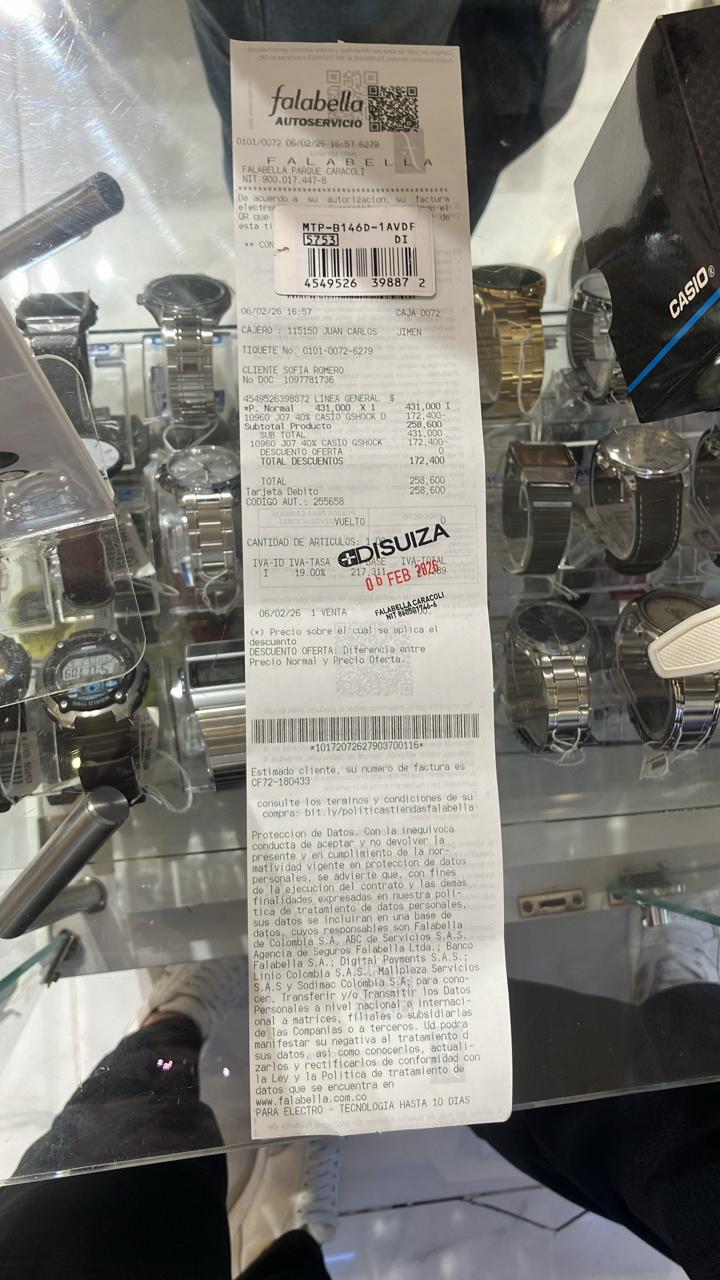 falabella
AUTOSERVICIO
0101/0072 06/02/26 16:57 6279
F A L A B E L L A
FALABELLA PARQUE CARACOLI
NIT 900.017.447-8
De acuerdo a su autorizacion, su factura
QR que
esta ti
** CON
MTP-B146D-1AVDF
5753 DI
4549526 39887 2
06/02/26 16:57 CAJA 0072
CAJERO : 115150 JUAN CARLOS JIMEN
TIQUETE No. 0101-0072-6279
CLIENTE SOFIA ROMERO
No DOC 1097781736
4549526398872 LINEA GENERAL $
*P. Normal 431,000 X 1 431,000 I
10960 J07 40% CASIO GSHOCK D 172,400-
Subtotal Producto 258,600
SUB TOTAL 431,000
10960 J07 40% CASIO GSHOCK 172,400-
DESCUENTO OFERTA 0
TOTAL DESCUENTOS 172,400
TOTAL 258,600
Tarjeta Debito 258,600
CODIGO AUT.: 255658
VUELTO 0
CANTIDAD DE ARTICULOS:
DISUIZA
06 FEB 2026
IVA-ID IVA-TASA BASE IVA-TOTAL
I 19.00% 217,311
FALABELLA CARACOLI
06/02/26 1 VENTA
(*) Precio sobre el cual se aplica el
descuento
DESCUENTO OFERTA: Diferencia entre
Precio Normal y Precio Oferta.
*10172072627903700116*
Estimado cliente, su numero de factura es
CF72-180433
consulte los terminos y condiciones de su
compra: bit.ly/politicastiendasfalabella
Proteccion de Datos. Con la inequivoca
conducta de aceptar y no devolver la
presente y en cumplimiento de la nor-
matividad vigente en proteccion de datos
personales, se advierte que, con fines
de la ejecucion del contrato y las demas
finalidades expresadas en nuestra poli-
tica de tratamiento de datos personales,
sus datos se incluiran en una base de
datos, cuyos responsables son Falabella
de Colombia S.A, ABC de Servicios S.A.S,
Agencia de Seguros Falabella Ltda.; Banco
Falabella S.A.; Digital Payments S.A.S.;
Linio Colombia S.A.S.; Mallplaza Servicios
S.A.S y Sodimac Colombia S.A; para cono-
cer, Transferir y/o Transmitir los Datos
Personales a nivel nacional e internaci-
onal a matrices, filiales o subsidiarias
de las Companias o a terceros. Ud podra
manifestar su negativa al tratamiento d
sus datos, asi como conocerlos, actuali-
zarlos y rectificarlos de conformidad con
la Ley y la Politica de tratamiento de
datos que se encuentra en
www.falabella.com.co
PARA ELECTRO - TECNOLOGIA HASTA 10 DIAS
CASIO®